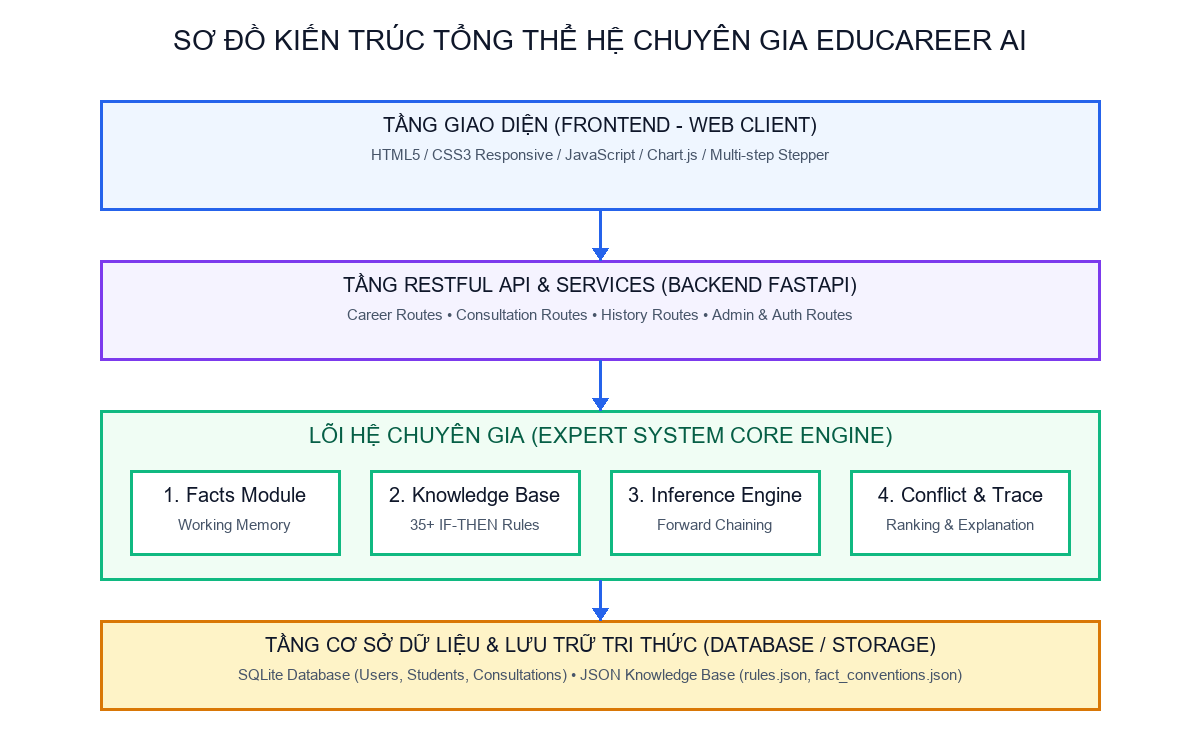 SƠ ĐỒ KIẾN TRÚC TỔNG THỂ HỆ CHUYÊN GIA EDUCAREER AI
TẦNG GIAO DIỆN (FRONTEND - WEB CLIENT)
HTML5 / CSS3 Responsive / JavaScript / Chart.js / Multi-step Stepper
TẦNG RESTFUL API & SERVICES (BACKEND FASTAPI)
Career Routes • Consultation Routes • History Routes • Admin & Auth Routes
LÕI HỆ CHUYÊN GIA (EXPERT SYSTEM CORE ENGINE)
1. Facts Module
Working Memory
2. Knowledge Base
35+ IF-THEN Rules
3. Inference Engine
Forward Chaining
4. Conflict & Trace
Ranking & Explanation
TẦNG CƠ SỞ DỮ LIỆU & LƯU TRỮ TRI THỨC (DATABASE / STORAGE)
SQLite Database (Users, Students, Consultations) • JSON Knowledge Base (rules.json, fact_conventions.json)